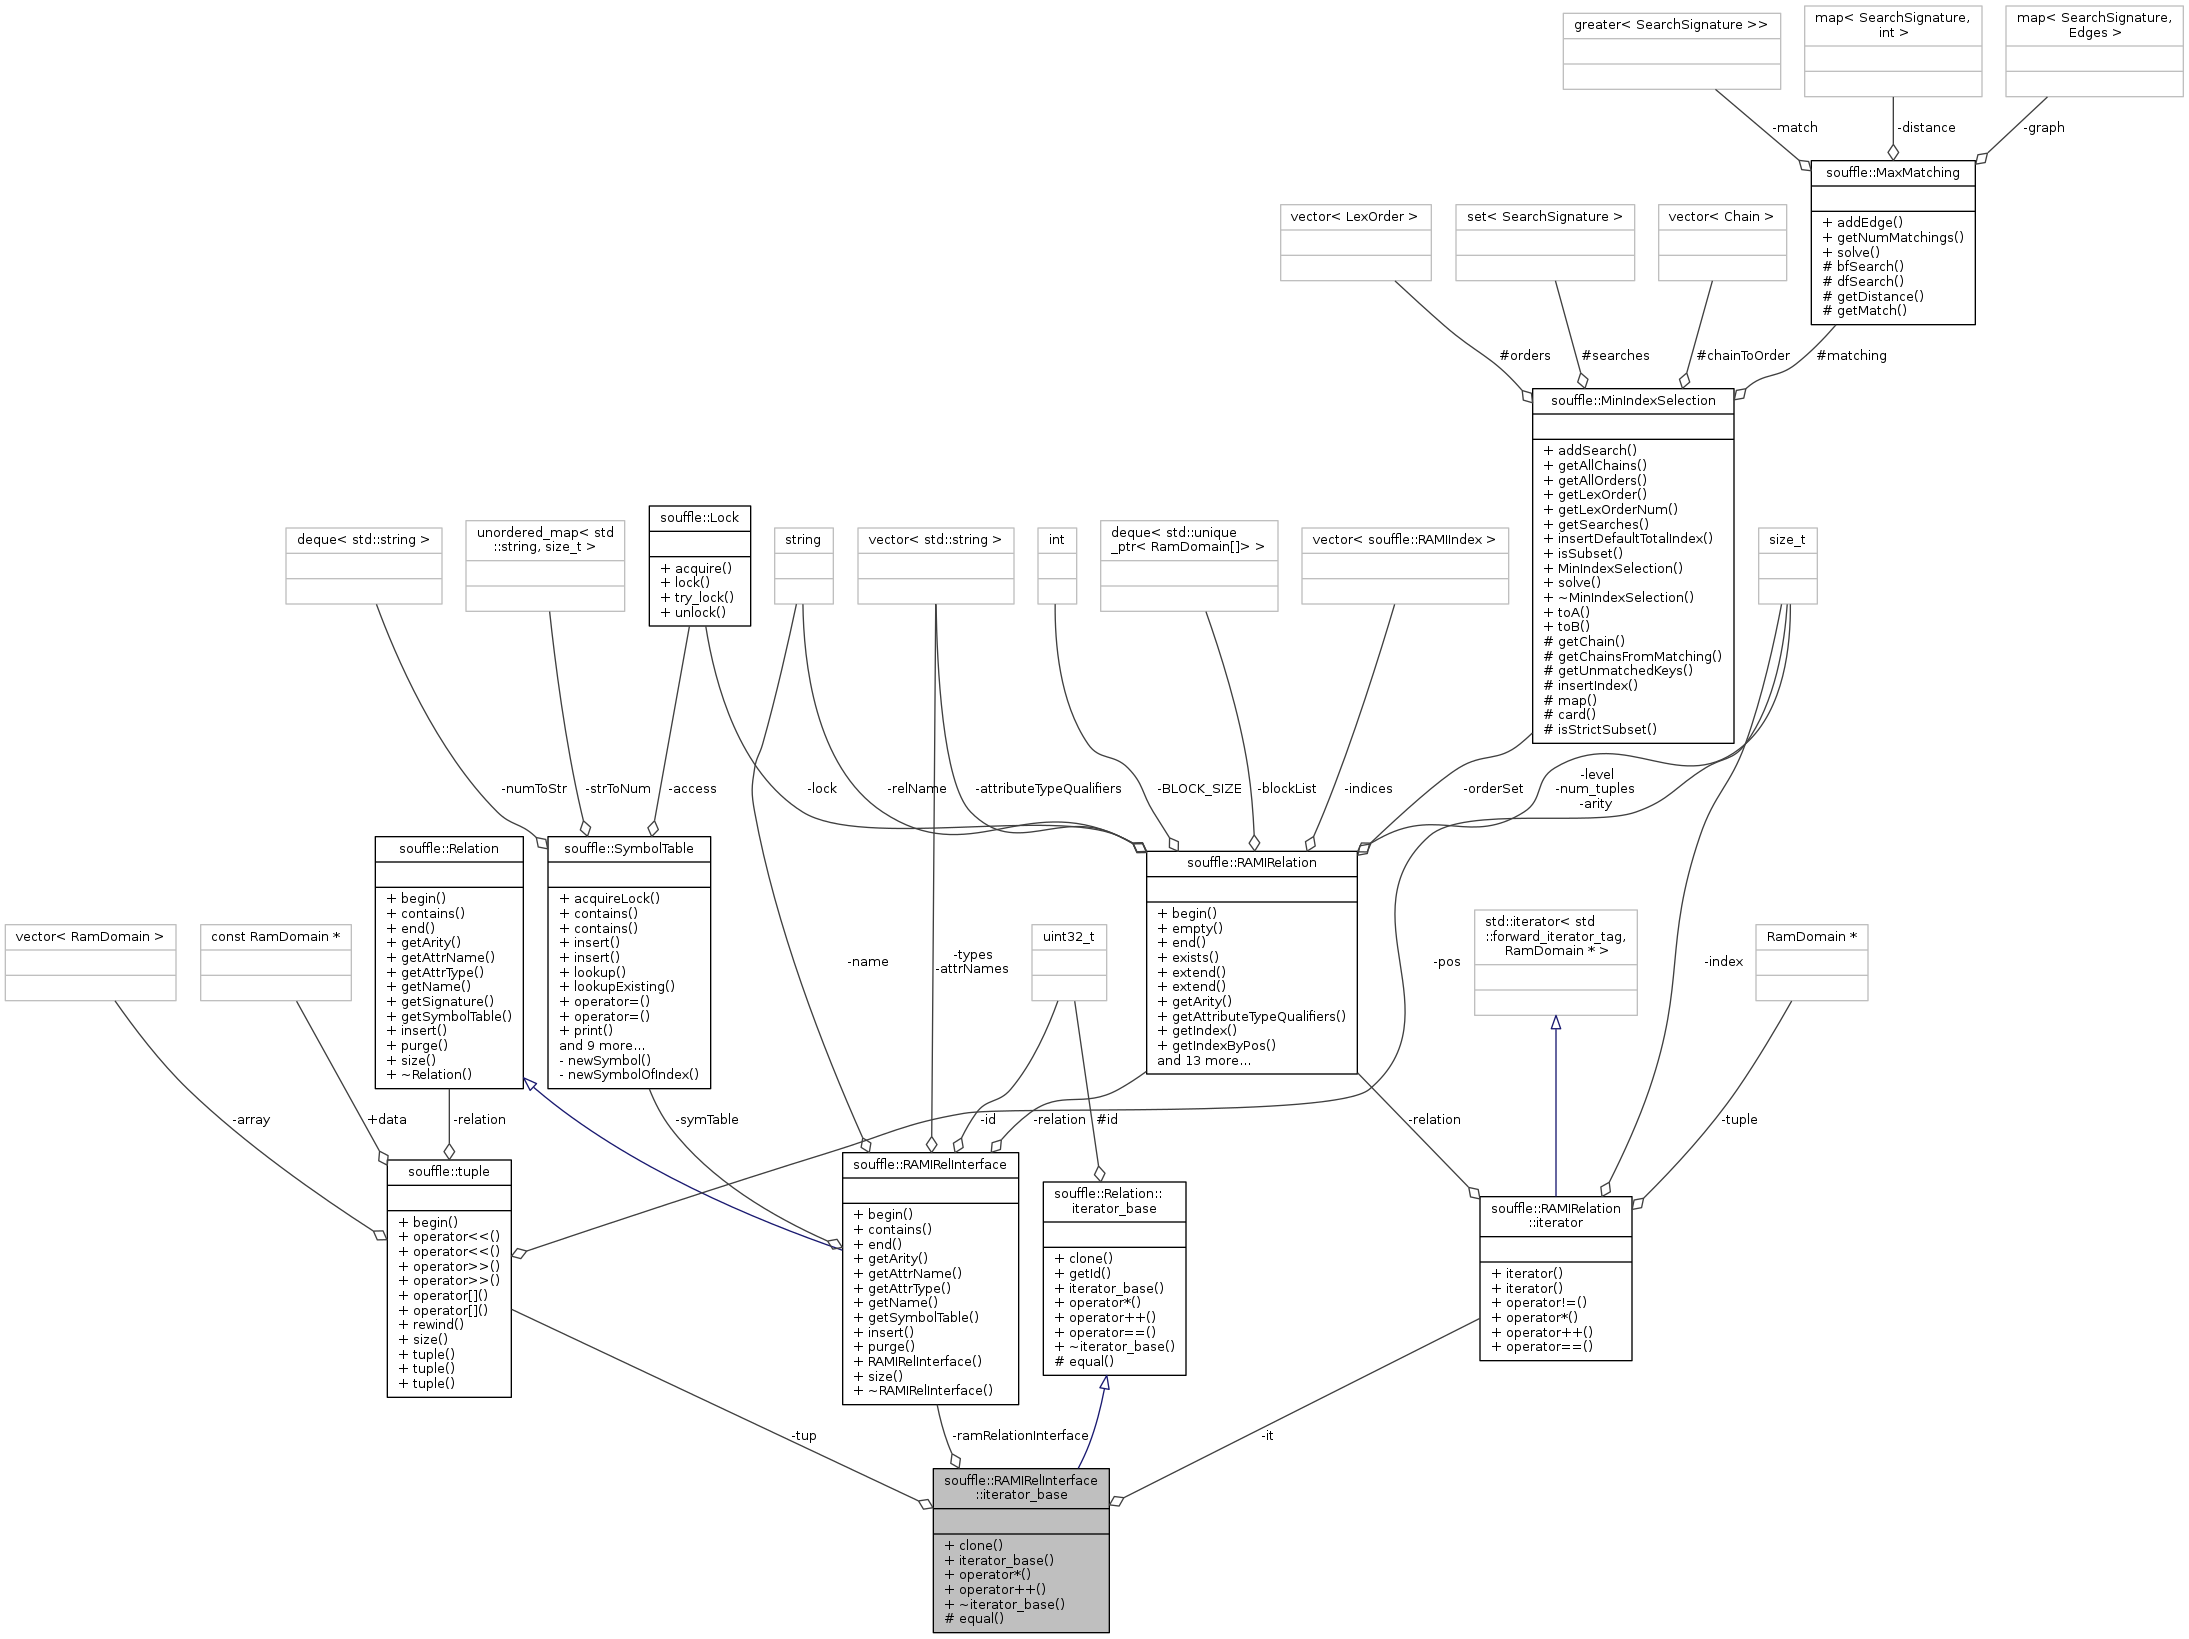 greater< SearchSignature >>
map< SearchSignature,
int >
map< SearchSignature,
Edges >
-match
-distance
-graph
souffle::MaxMatching
+ addEdge()
+ getNumMatchings()
+ solve()
# bfSearch()
# dfSearch()
# getDistance()
# getMatch()
vector< LexOrder >
set< SearchSignature >
vector< Chain >
#orders
#searches
#chainToOrder
#matching
souffle::MinIndexSelection
+ addSearch()
+ getAllChains()
+ getAllOrders()
+ getLexOrder()
+ getLexOrderNum()
+ getSearches()
+ insertDefaultTotalIndex()
+ isSubset()
+ MinIndexSelection()
+ solve()
+ ~MinIndexSelection()
+ toA()
+ toB()
# getChain()
# getChainsFromMatching()
# getUnmatchedKeys()
# insertIndex()
# map()
# card()
# isStrictSubset()
deque< std::string >
unordered_map< std
::string, size_t >
souffle::Lock
+ acquire()
+ lock()
+ try_lock()
+ unlock()
string
vector< std::string >
int
deque< std::unique
_ptr< RamDomain[]> >
vector< souffle::RAMIIndex >
size_t
-numToStr
-strToNum
-access
-lock
-relName
-attributeTypeQualifiers
-BLOCK_SIZE
-blockList
-indices
-orderSet
-level
-num_tuples
-arity
vector< RamDomain >
const RamDomain *
souffle::Relation
+ begin()
+ contains()
+ end()
+ getArity()
+ getAttrName()
+ getAttrType()
+ getName()
+ getSignature()
+ getSymbolTable()
+ insert()
+ purge()
+ size()
+ ~Relation()
souffle::SymbolTable
+ acquireLock()
+ contains()
+ contains()
+ insert()
+ insert()
+ lookup()
+ lookupExisting()
+ operator=()
+ operator=()
+ print()
and 9 more...
- newSymbol()
- newSymbolOfIndex()
-name
-types
-attrNames
uint32_t
souffle::RAMIRelation
+ begin()
+ empty()
+ end()
+ exists()
+ extend()
+ extend()
+ getArity()
+ getAttributeTypeQualifiers()
+ getIndex()
+ getIndexByPos()
and 13 more...
-pos
std::iterator< std
::forward_iterator_tag,
RamDomain * >
-index
RamDomain *
-array
+data
-relation
-symTable
-id
-relation
#id
-relation
-tuple
souffle::tuple
+ begin()
+ operator<<()
+ operator<<()
+ operator>>()
+ operator>>()
+ operator[]()
+ operator[]()
+ rewind()
+ size()
+ tuple()
+ tuple()
+ tuple()
souffle::RAMIRelInterface
+ begin()
+ contains()
+ end()
+ getArity()
+ getAttrName()
+ getAttrType()
+ getName()
+ getSymbolTable()
+ insert()
+ purge()
+ RAMIRelInterface()
+ size()
+ ~RAMIRelInterface()
souffle::Relation::
iterator_base
+ clone()
+ getId()
+ iterator_base()
+ operator*()
+ operator++()
+ operator==()
+ ~iterator_base()
# equal()
souffle::RAMIRelation
::iterator
+ iterator()
+ iterator()
+ operator!=()
+ operator*()
+ operator++()
+ operator==()
-tup
-ramRelationInterface
-it
souffle::RAMIRelInterface
::iterator_base
+ clone()
+ iterator_base()
+ operator*()
+ operator++()
+ ~iterator_base()
# equal()